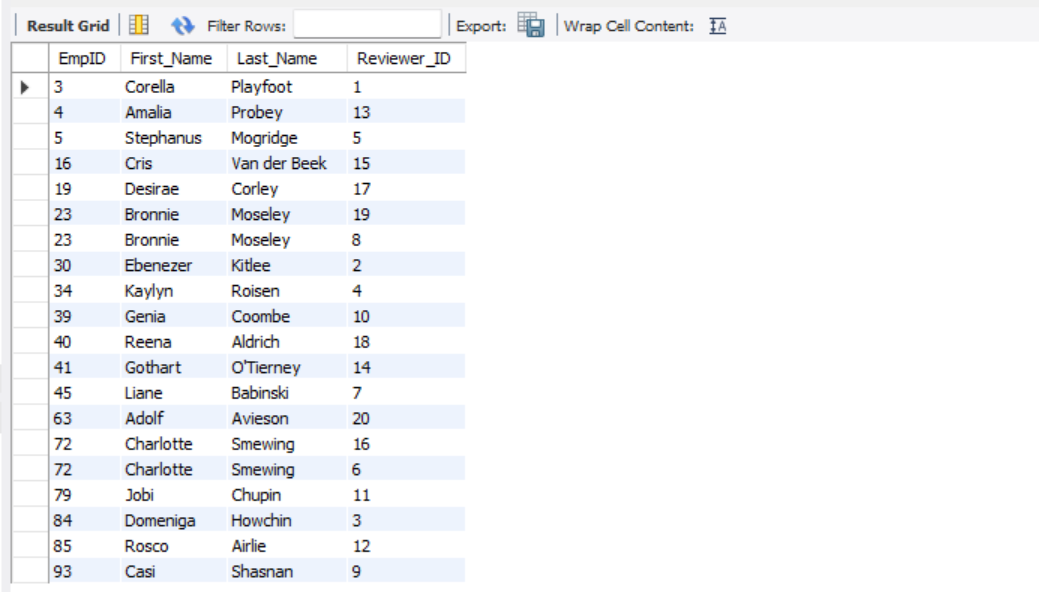 Result Grid Filter Rows: Export: Wrap Cell Content:
EmpID First_Name Last_Name Reviewer_ID
3 Corella Playfoot 1
4 Amalia Probey 13
5 Stephanus Mogridge 5
16 Cris Van der Beek 15
19 Desirae Corley 17
23 Bronnie Moseley 19
23 Bronnie Moseley 8
30 Ebenezer Kitlee 2
34 Kaylyn Roisen 4
39 Genia Coombe 10
40 Reena Aldrich 18
41 Gothart O'Tierney 14
45 Liane Babinski 7
63 Adolf Avieson 20
72 Charlotte Smewing 16
72 Charlotte Smewing 6
79 Jobi Chupin 11
84 Domeniga Howchin 3
85 Rosco Airlie 12
93 Casi Shasnan 9